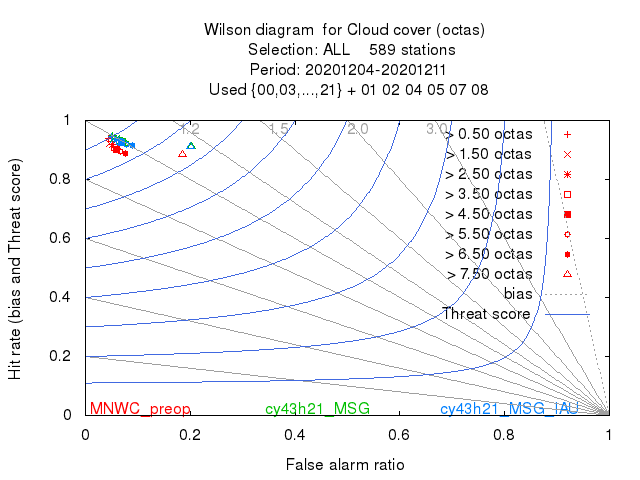 Wilson diagram for Cloud cover (octas)
Selection: ALL 589 stations
Period: 20201204-20201211
Used {00,03,...,21} + 01 02 04 05 07 08
Hit rate (bias and Threat score)
1
0.8
0.6
0.4
0.2
0
1.2
1.5
2.0
3.0
> 0.50 octas
> 1.50 octas
> 2.50 octas
> 3.50 octas
> 4.50 octas
> 5.50 octas
> 6.50 octas
> 7.50 octas
bias
Threat score
MNWC_preop
cy43h21_MSG
cy43h21_MSG_IAU
0
0.2
0.4
0.6
0.8
1
False alarm ratio